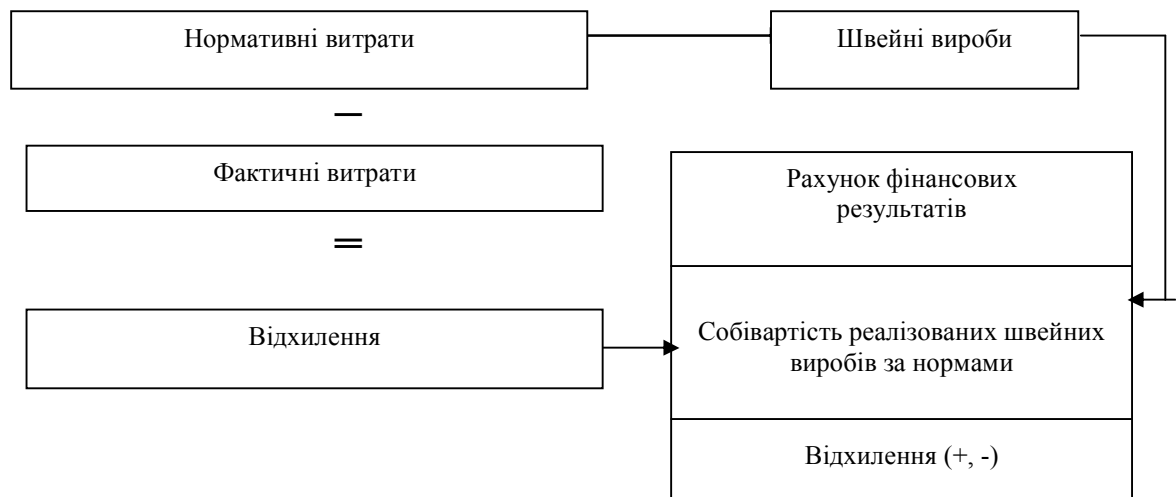 Нормативні витрати
Швейні вироби
–
Фактичні витрати
Рахунок фінансових
результатів
=
Відхилення
Собівартість реалізованих швейних
виробів за нормами
Відхилення (+, -)